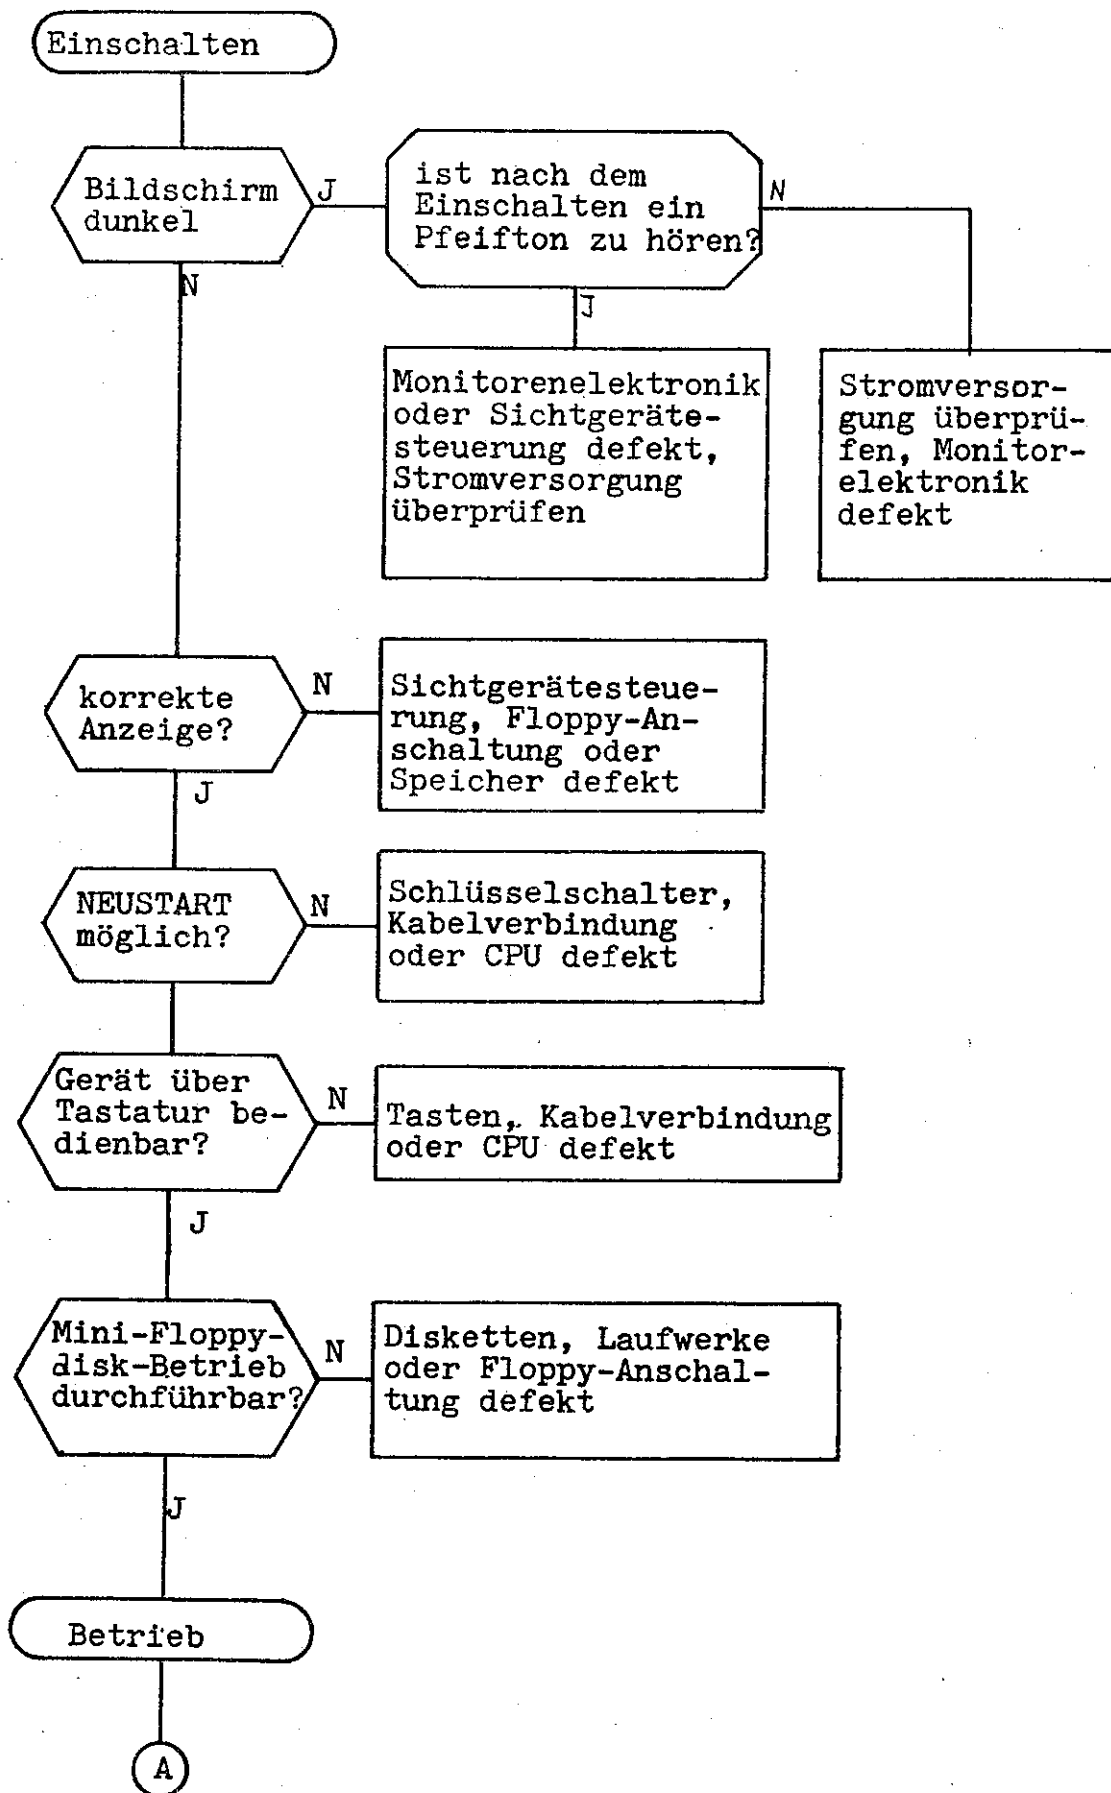 Einschalten
Bildschirm
dunkel
J
ist nach dem
Einschalten ein
Pfeifton zu hören?
N
N
J
Monitorenelektronik
oder Sichtgeräte-
steuerung defekt,
Stromversorgung
überprüfen
Stromversor-
gung überprü-
fen, Monitor-
elektronik
defekt
korrekte
Anzeige?
N
Sichtgerätesteue-
rung, Floppy-An-
schaltung oder
Speicher defekt
J
NEUSTART
möglich?
N
Schlüsselschalter,
Kabelverbindung
oder CPU defekt
Gerät über
Tastatur be-
dienbar?
N
Tasten, Kabelverbindung
oder CPU defekt
J
Mini-Floppy-
disk-Betrieb
durchführbar?
N
Disketten, Laufwerke
oder Floppy-Anschal-
tung defekt
J
Betrieb
A